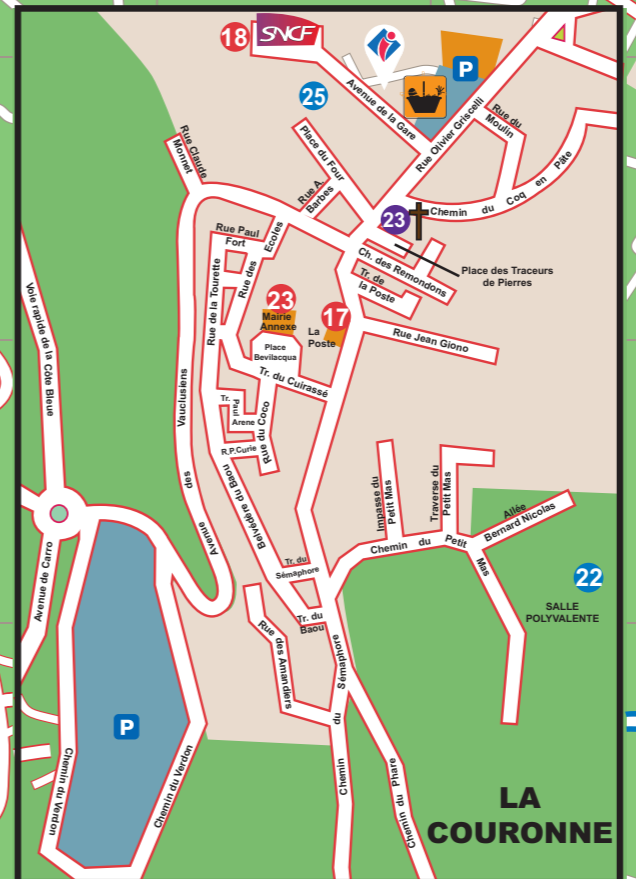 18
SNCF
P
25
Avenue de la Gare
Rue Olivier Griscelli
Rue du
Moulin
Place du Four
Rue Claude
Monnet
Rue A.
Barbes
Chemin du Coq en Pâte
23
Rue Paul
Fort
Rue des Ecoles
Ch. des Remondons
Place des Traceurs
de Pierres
Tr. de
la Poste
Voie rapide de la Côte Bleue
Rue de la Tourette
23
Mairie
Annexe
17
La
Poste
Rue Jean Giono
Place
Bevilacqua
Tr. du Cuirassé
Avenue des Vauclusiens
Tr.
Paul
Arene
Rue du Coco
R.P.Curie
Belvédère du Baou
Impasse du
Petit Mas
Traverse du
Petit Mas
Allée
Bernard Nicolas
Chemin du Petit Mas
Avenue de Carro
Tr. du
Sémaphore
22
SALLE
POLYVALENTE
Tr. du
Baou
Rue des Amandiers
Chemin du Sémaphore
P
Chemin du Verdon
Chemin du Verdon
Chemin du Phare
LA
COURONNE